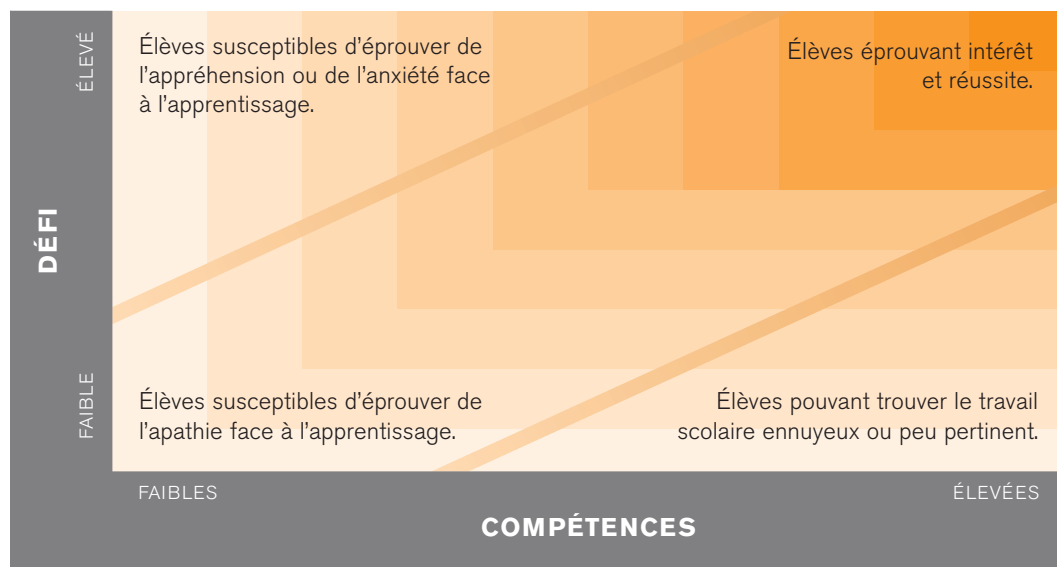 ÉLEVÉ
Élèves susceptibles d'éprouver de
l'appréhension ou de l'anxiété face
à l'apprentissage.
Élèves éprouvant intérêt
et réussite.
DÉFI
FAIBLE
Élèves susceptibles d'éprouver de
l'apathie face à l'apprentissage.
Élèves pouvant trouver le travail
scolaire ennuyeux ou peu pertinent.
FAIBLES
ÉLEVÉES
COMPÉTENCES